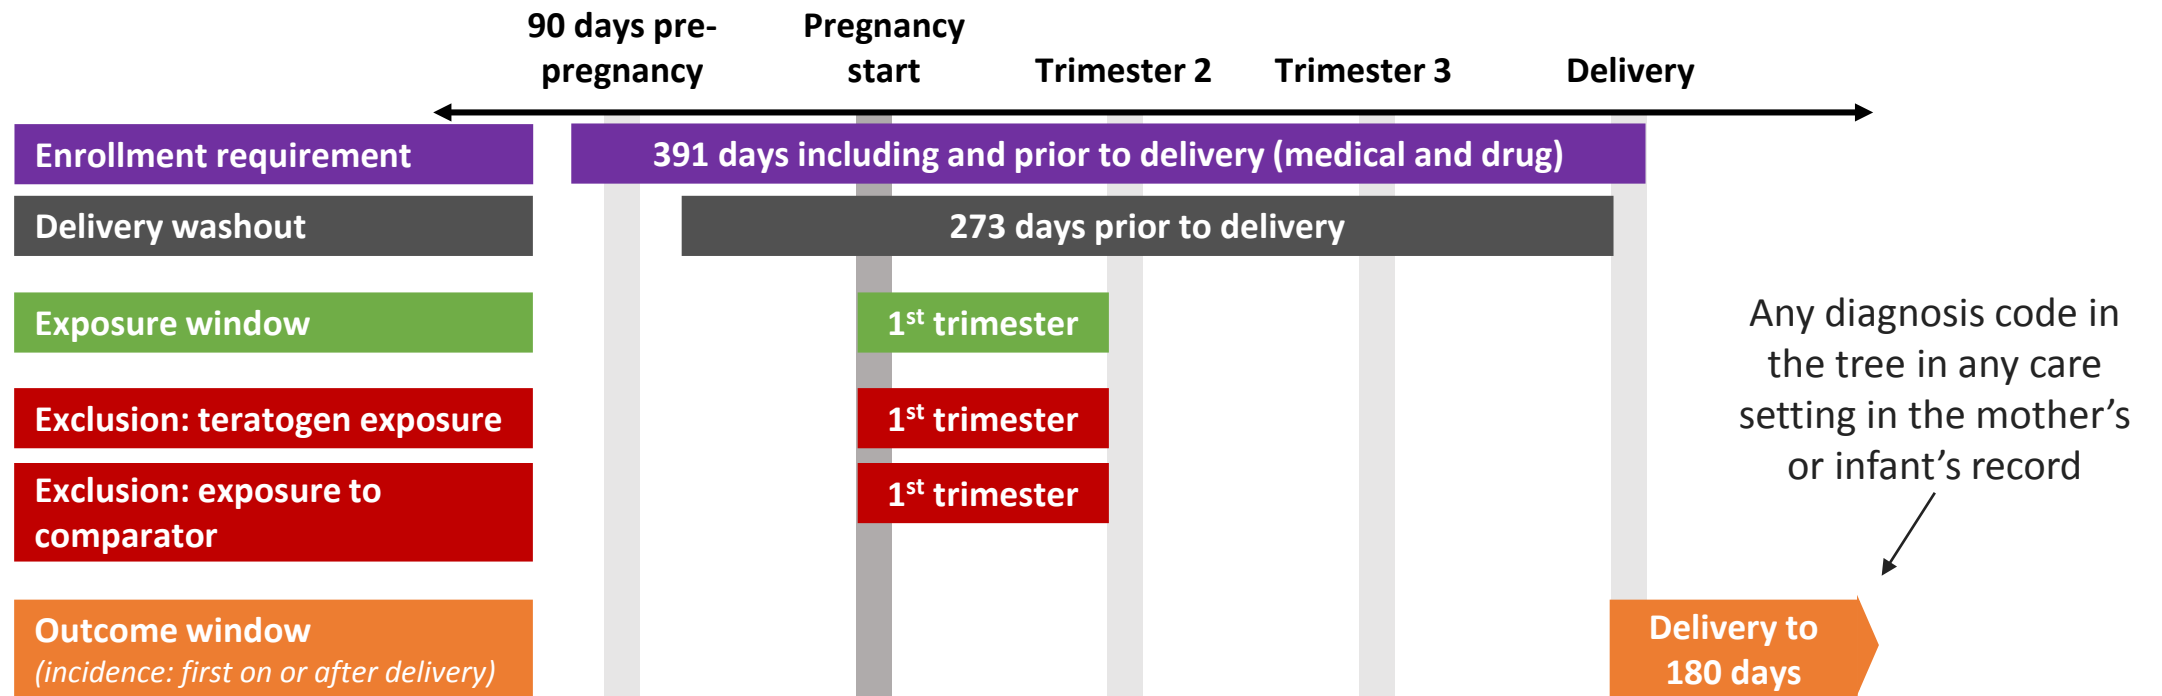 90 days pre-
pregnancy
Pregnancy
start
Trimester 2
Trimester 3
Delivery
Enrollment requirement
391 days including and prior to delivery (medical and drug)
Delivery washout
273 days prior to delivery
Exposure window
1st trimester
Exclusion: teratogen exposure
1st trimester
Exclusion: exposure to
comparator
1st trimester
Any diagnosis code in
the tree in any care
setting in the mother’s
or infant’s record
Outcome window
(incidence: first on or after delivery)
Delivery to
180 days